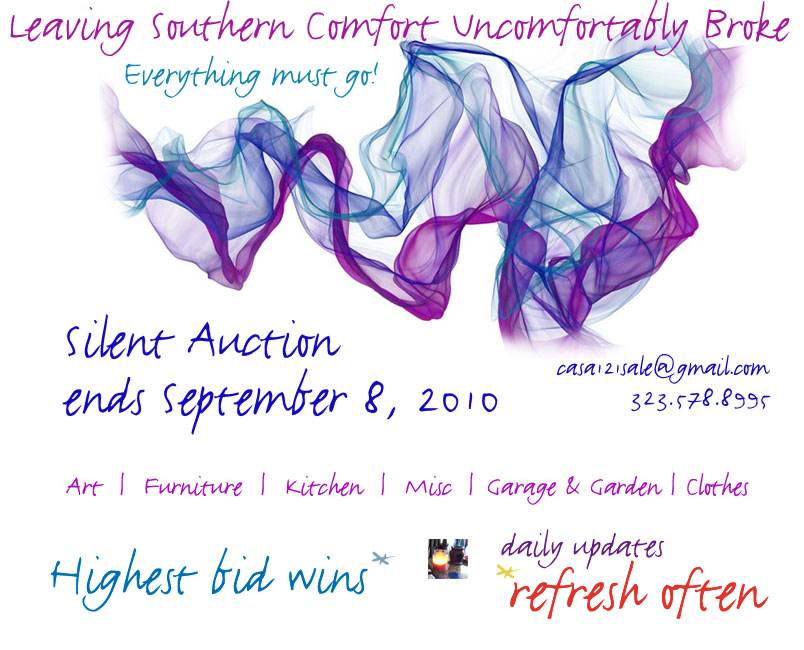 Leaving Southern Comfort Uncomfortably Broke
Everything must go!
Silent Auction
ends September 8, 2010
casa121sale@gmail.com
323.578.8995
Art | Furniture | Kitchen | Misc | Garage & Garden | Clothes
Highest bid wins*
daily updates
*refresh often